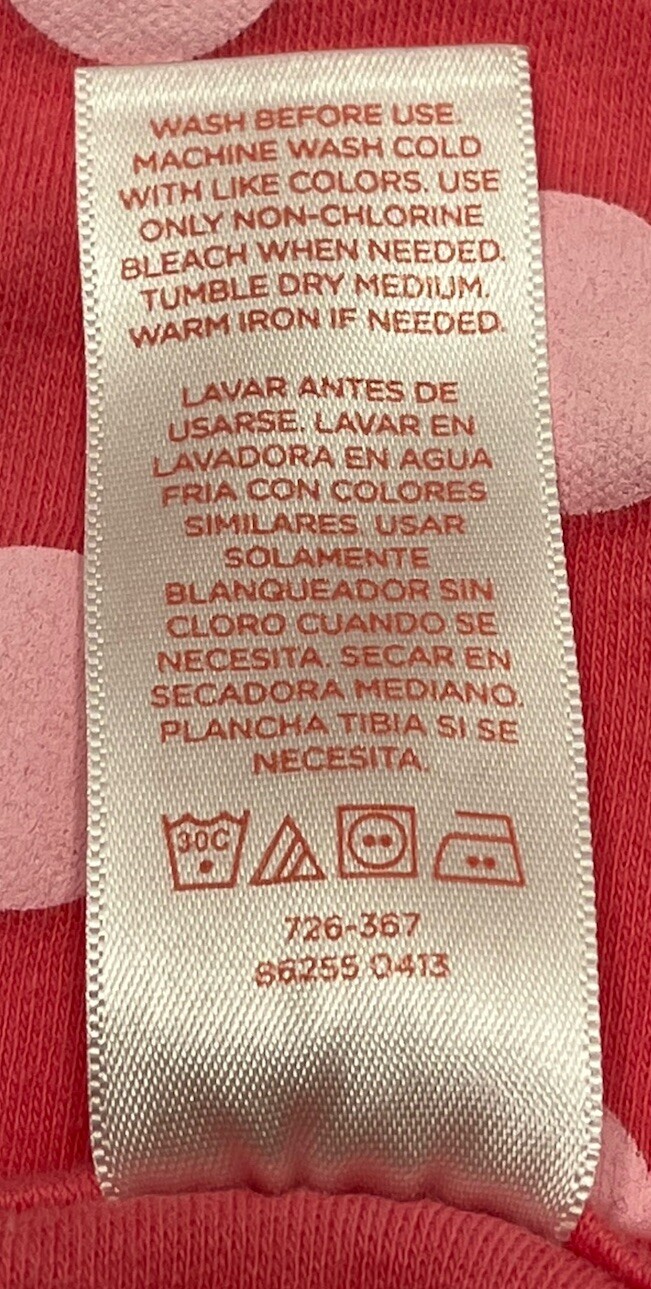 WASH BEFORE USE.
MACHINE WASH COLD
WITH LIKE COLORS. USE
ONLY NON-CHLORINE
BLEACH WHEN NEEDED.
TUMBLE DRY MEDIUM.
WARM IRON IF NEEDED.
LAVAR ANTES DE
USARSE. LAVAR EN
LAVADORA EN AGUA
FRIA CON COLORES
SIMILARES. USAR
SOLAMENTE
BLANQUEADOR SIN
CLORO CUANDO SE
NECESITA. SECAR EN
SECADORA MEDIANO.
PLANCHA TIBIA SI SE
NECESITA.
30C
726-367
86255 0413